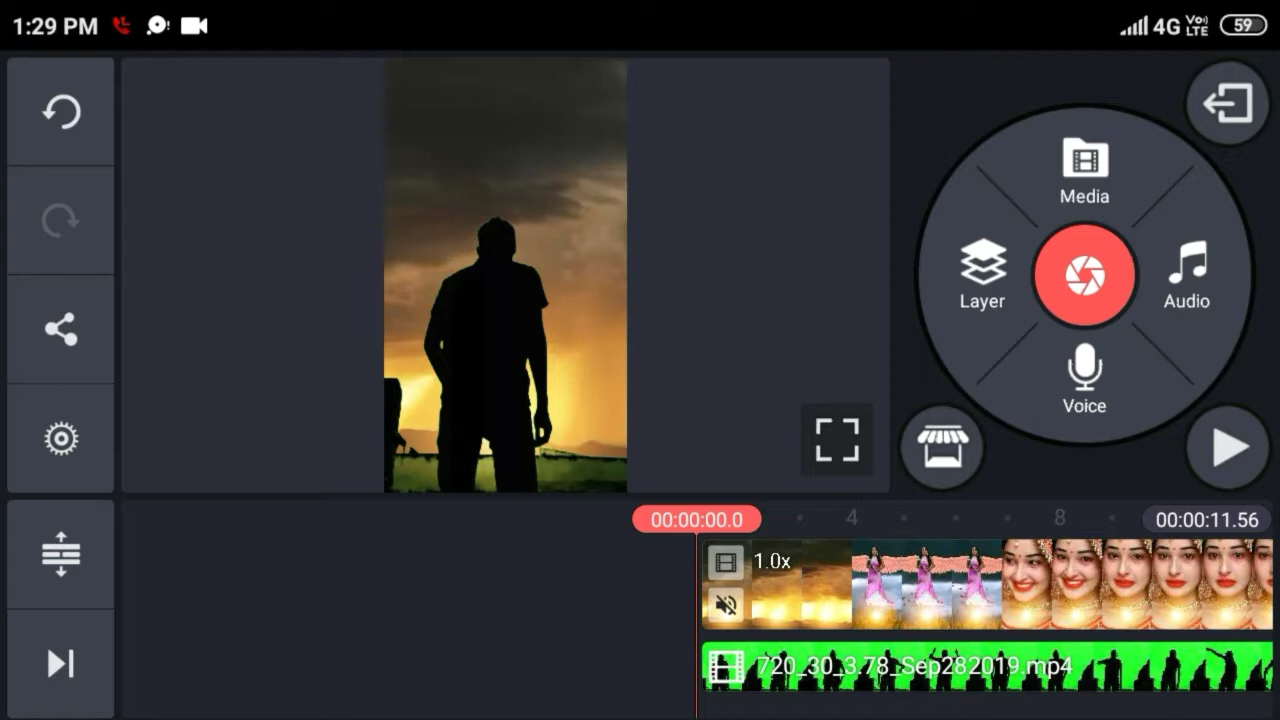 1:29 PM
4G Vo) LTE 59
Media
Layer
Audio
Voice
00:00:00.0
4
8
00:00:11.56
1.0x
720_30_3.78_Sep282019.mp4